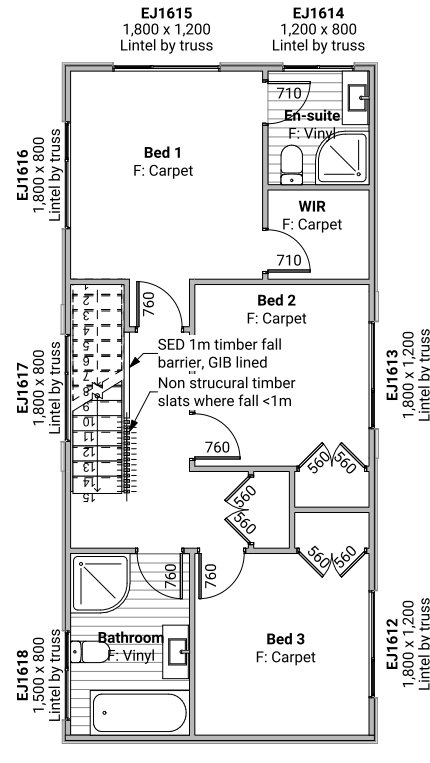 EJ1615
1,800 x 1,200
Lintel by truss
EJ1614
1,200 x 800
Lintel by truss
EJ1616
1,800 x 800
Lintel by truss
710
En-suite
F: Vinyl
Bed 1
F: Carpet
WIR
F: Carpet
710
760
Bed 2
F: Carpet
1
2
3
4
5
6
7
8
9
10
11
12
13
14
15
SED 1m timber fall
barrier, GIB lined
Non strucural timber
slats where fall <1m
EJ1617
1,800 x 800
Lintel by truss
EJ1613
1,800 x 1,200
Lintel by truss
760
560
560
560
560
560
560
760
760
Bathroom
F: Vinyl
Bed 3
F: Carpet
EJ1618
1,500 x 800
Lintel by truss
EJ1612
1,800 x 1,200
Lintel by truss